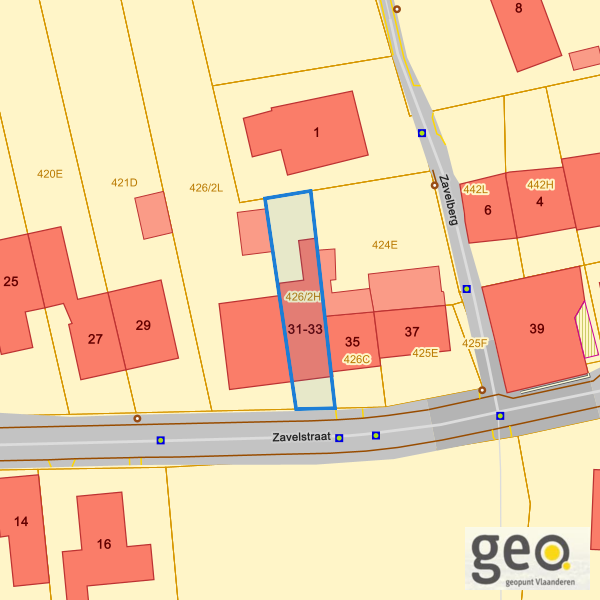 8
1
420E
421D
426/2L
Zavelberg
442L
442H
6
4
424E
25
426/2H
27
29
31-33
35
37
39
426C
425E
425F
Zavelstraat
14
16
geo
geopunt Vlaanderen